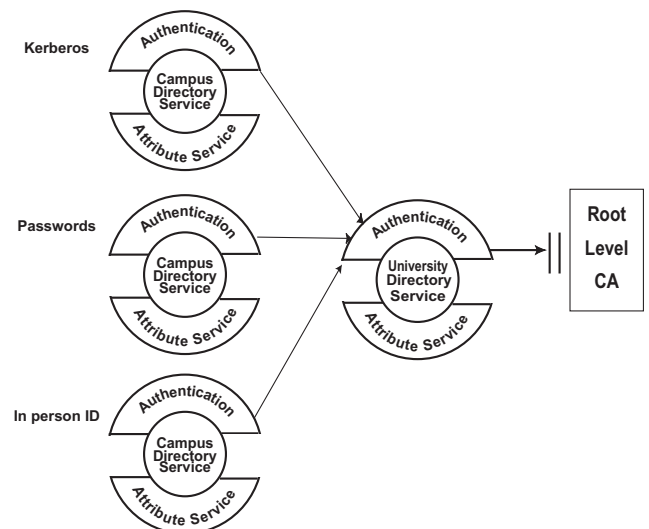 Kerberos
Authentication
Campus
Directory
Service
Attribute Service
Passwords
Authentication
Campus
Directory
Service
Attribute Service
In person ID
Authentication
Campus
Directory
Service
Attribute Service
Authentication
University
Directory
Service
Attribute Service
Root
Level
CA